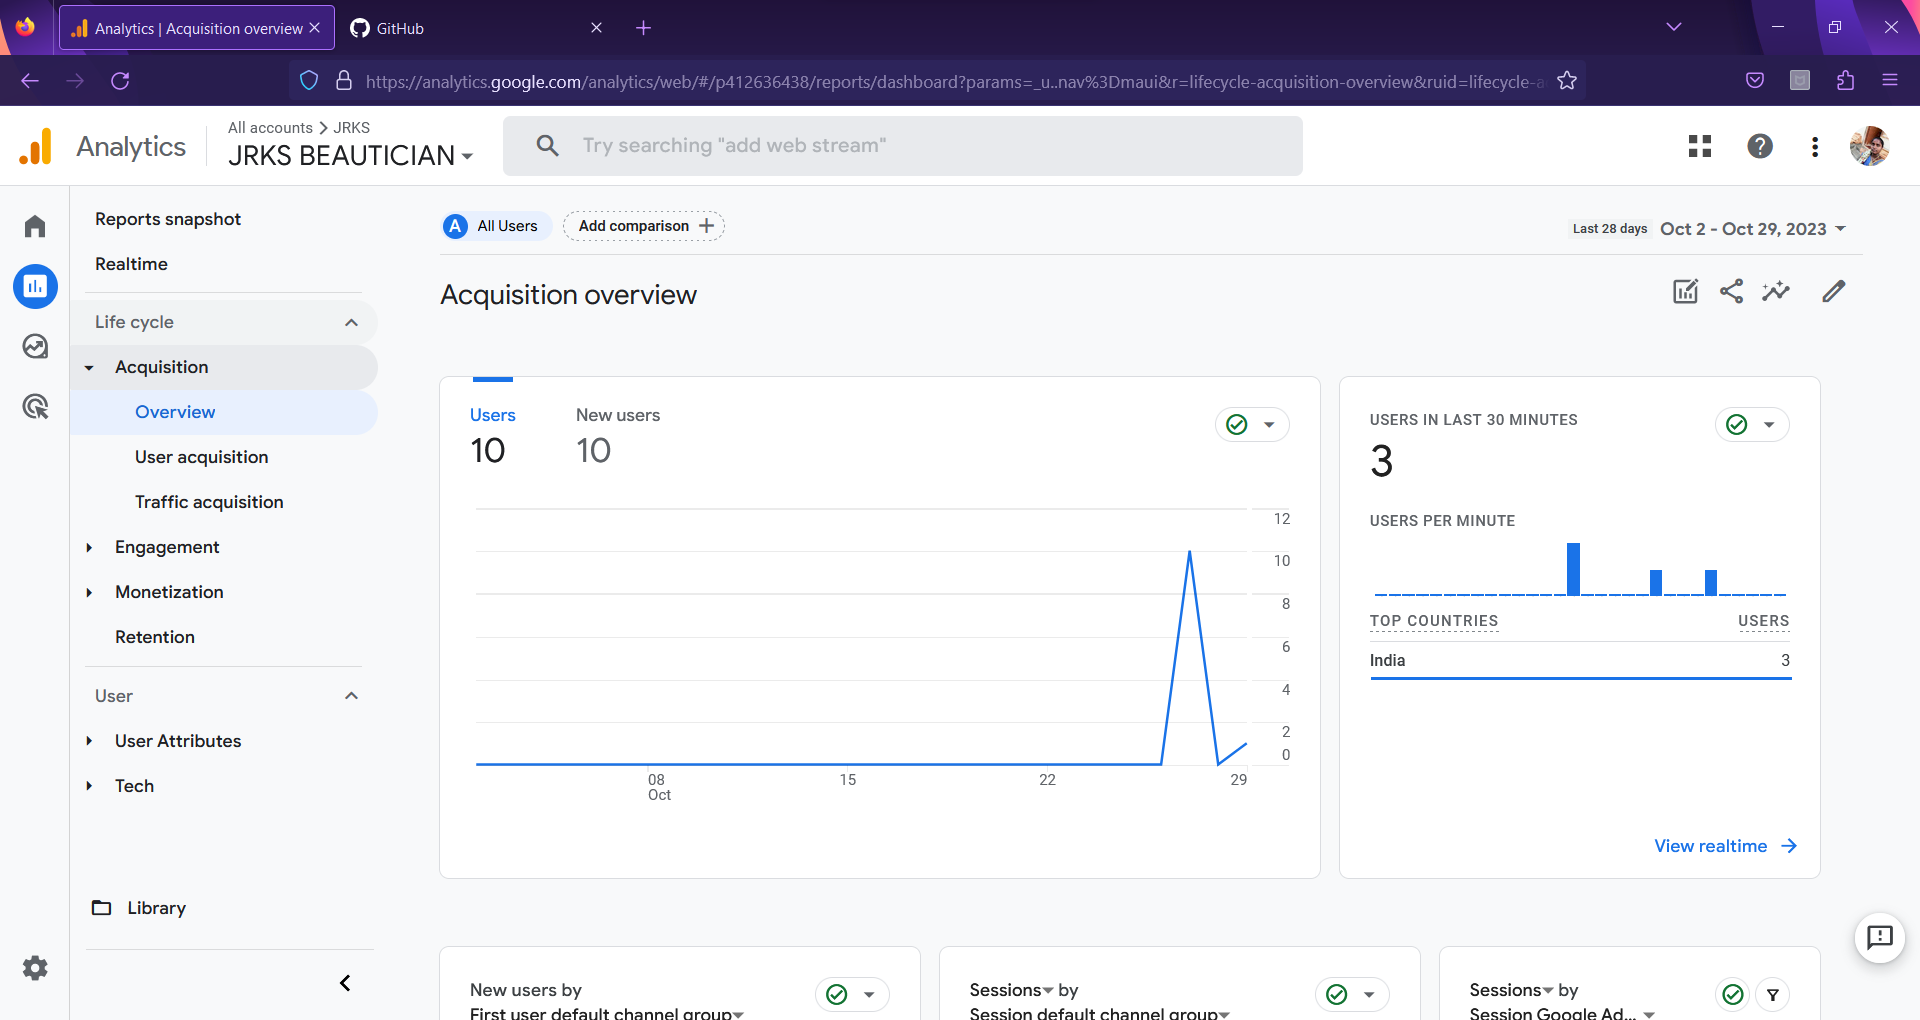 Analytics | Acquisition overview
GitHub
https://analytics.google.com/analytics/web/#/p412636438/reports/dashboard?params=_u..nav%3Dmaui&r=lifecycle-acquisition-overview&ruid=lifecycle-a
Analytics
All accounts > JRKS
JRKS BEAUTICIAN
Try searching "add web stream"
Reports snapshot
Realtime
Life cycle
Acquisition
Overview
User acquisition
Traffic acquisition
Engagement
Monetization
Retention
User
User Attributes
Tech
Library
A All Users
Add comparison +
Last 28 days Oct 2 - Oct 29, 2023
Acquisition overview
Users
10
New users
10
12
10
8
6
4
2
0
08
Oct
15
22
29
USERS IN LAST 30 MINUTES
3
USERS PER MINUTE
TOP COUNTRIES USERS
India 3
View realtime
New users by
First user default channel group
Sessions by
Session default channel group
Sessions by
Session Google Ad...